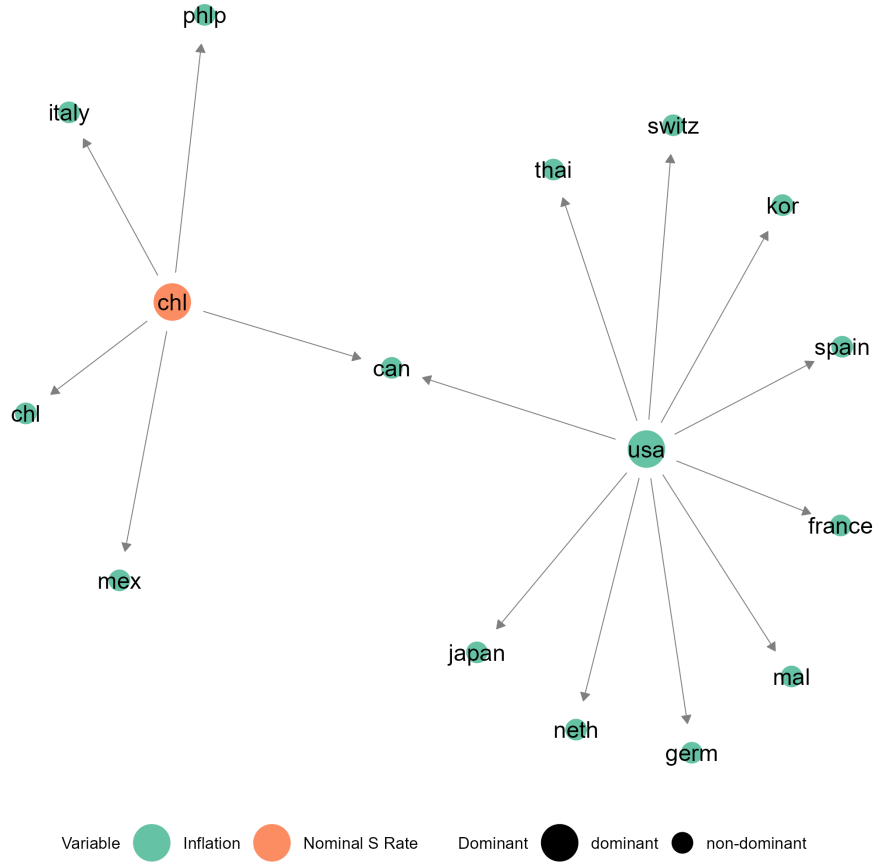 phlp
italy
switz
thai
kor
chl
spain
can
chl
usa
france
mex
japan
mal
neth
germ
Variable Inflation Nominal S Rate Dominant dominant non-dominant